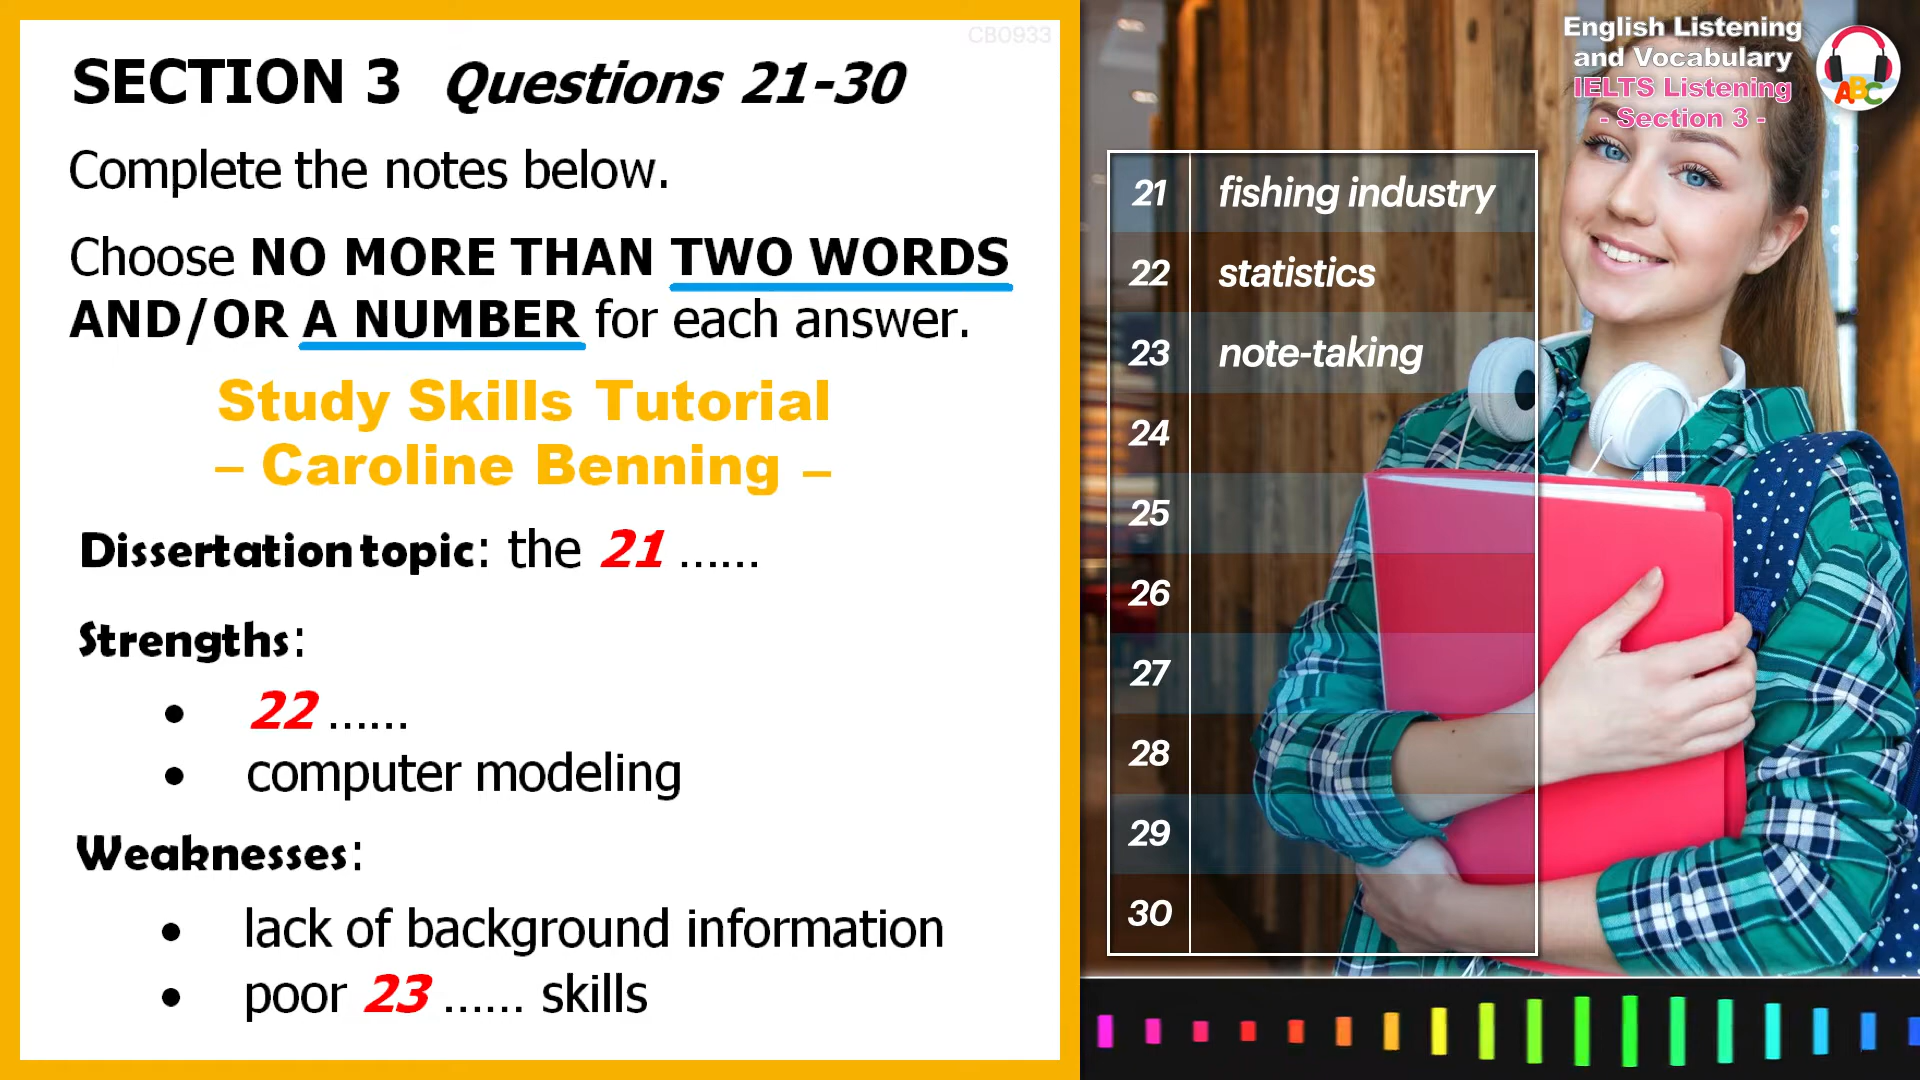 CB0933
SECTION 3 Questions 21-30
Complete the notes below.
Choose NO MORE THAN TWO WORDS
AND/OR A NUMBER for each answer.
Study Skills Tutorial
– Caroline Benning –
Dissertation topic: the 21 ......
Strengths:
• 22 ......
• computer modeling
Weaknesses:
• lack of background information
• poor 23 ...... skills
English Listening
and Vocabulary
IELTS Listening
- Section 3 -
ABC
21 fishing industry
22 statistics
23 note-taking
24
25
26
27
28
29
30